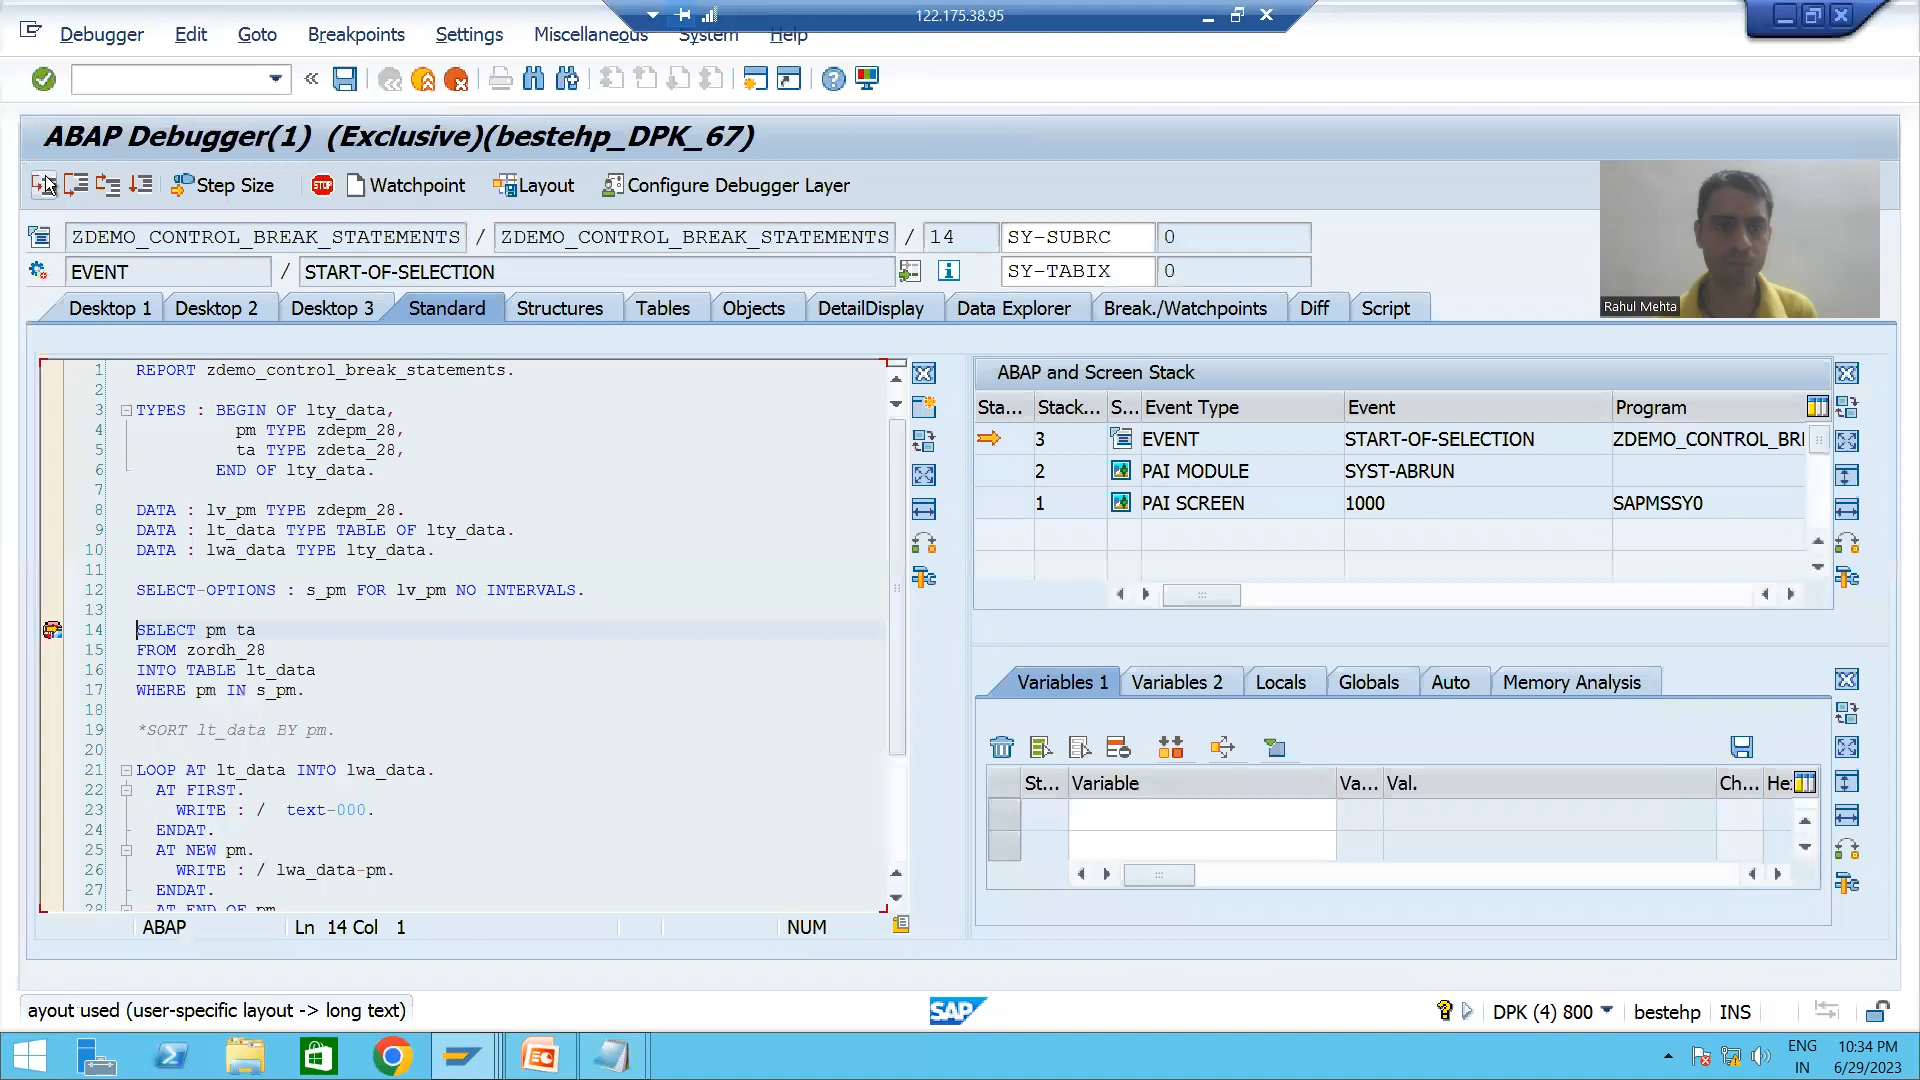 122.175.38.95
Debugger Edit Goto Breakpoints Settings Miscellaneous System Help
ABAP Debugger(1) (Exclusive)(bestehp_DPK_67)
STOP Step Size Watchpoint Layout Configure Debugger Layer
ZDEMO_CONTROL_BREAK_STATEMENTS / ZDEMO_CONTROL_BREAK_STATEMENTS / 14 SY-SUBRC 0
EVENT / START-OF-SELECTION SY-TABIX 0
Rahul Mehta
Desktop 1 Desktop 2 Desktop 3 Standard Structures Tables Objects DetailDisplay Data Explorer Break./Watchpoints Diff Script
1 REPORT zdemo_control_break_statements.
2
3 TYPES : BEGIN OF lty_data,
4 pm TYPE zdepm_28,
5 ta TYPE zdeta_28,
6 END OF lty_data.
7
8 DATA : lv_pm TYPE zdepm_28.
9 DATA : lt_data TYPE TABLE OF lty_data.
10 DATA : lwa_data TYPE lty_data.
11
12 SELECT-OPTIONS : s_pm FOR lv_pm NO INTERVALS.
13
14 SELECT pm ta
15 FROM zordh_28
16 INTO TABLE lt_data
17 WHERE pm IN s_pm.
18
19 *SORT lt_data BY pm.
20
21 LOOP AT lt_data INTO lwa_data.
22 AT FIRST.
23 WRITE : / text-000.
24 ENDAT.
25 AT NEW pm.
26 WRITE : / lwa_data-pm.
27 ENDAT.
28 AT END OF pm
ABAP Ln 14 Col 1 NUM
ABAP and Screen Stack
Sta... Stack... S... Event Type Event Program
3 EVENT START-OF-SELECTION ZDEMO_CONTROL_BRE
2 PAI MODULE SYST-ABRUN
1 PAI SCREEN 1000 SAPMSSY0
Variables 1 Variables 2 Locals Globals Auto Memory Analysis
St... Variable Va... Val. Ch... Hex
ayout used (user-specific layout -> long text)
SAP
DPK (4) 800 bestehp INS
ENG 10:34 PM
IN 6/29/2023